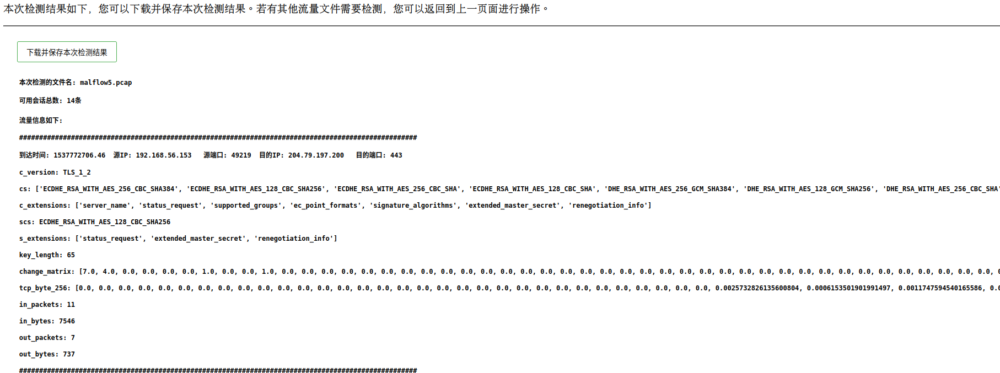 本次检测结果如下，您可以下载并保存本次检测结果。若有其他流量文件需要检测，您可以返回到上一页面进行操作。
下载并保存本次检测结果
本次检测的文件名: malflow5.pcap
可用会话总数: 14条
流量信息如下:
####################################################################################################
到达时间: 1537772706.46  源IP: 192.168.56.153   源端口: 49219  目的IP: 204.79.197.200   目的端口: 443
c_version: TLS_1_2
cs: ['ECDHE_RSA_WITH_AES_256_CBC_SHA384', 'ECDHE_RSA_WITH_AES_128_CBC_SHA256', 'ECDHE_RSA_WITH_AES_256_CBC_SHA', 'ECDHE_RSA_WITH_AES_128_CBC_SHA', 'DHE_RSA_WITH_AES_256_GCM_SHA384', 'DHE_RSA_WITH_AES_128_GCM_SHA256', 'DHE_RSA_WITH_AES_256_CBC_SHA'
c_extensions: ['server_name', 'status_request', 'supported_groups', 'ec_point_formats', 'signature_algorithms', 'extended_master_secret', 'renegotiation_info']
scs: ECDHE_RSA_WITH_AES_128_CBC_SHA256
s_extensions: ['status_request', 'extended_master_secret', 'renegotiation_info']
key_length: 65
change_matrix: [7.0, 4.0, 0.0, 0.0, 0.0, 0.0, 1.0, 0.0, 0.0, 1.0, 0.0, 0.0, 0.0, 0.0, 0.0, 0.0, 0.0, 0.0, 0.0, 0.0, 0.0, 0.0, 0.0, 0.0, 0.0, 0.0, 0.0, 0.0, 0.0, 0.0, 0.0, 0.0, 0.0, 0.0, 0.0, 0.0, 0.0, 0.0, 0.0, 0.0, 0.0, 0.0, 0.0, 0.0, 0.0, 0.0,
tcp_byte_256: [0.0, 0.0, 0.0, 0.0, 0.0, 0.0, 0.0, 0.0, 0.0, 0.0, 0.0, 0.0, 0.0, 0.0, 0.0, 0.0, 0.0, 0.0, 0.0, 0.0, 0.0, 0.0, 0.0, 0.0, 0.0, 0.0, 0.0, 0.0, 0.0, 0.0, 0.0, 0.0, 0.0025732826135600804, 0.0006153501901991497, 0.0011747594540165586, 0.0
in_packets: 11
in_bytes: 7546
out_packets: 7
out_bytes: 737
####################################################################################################